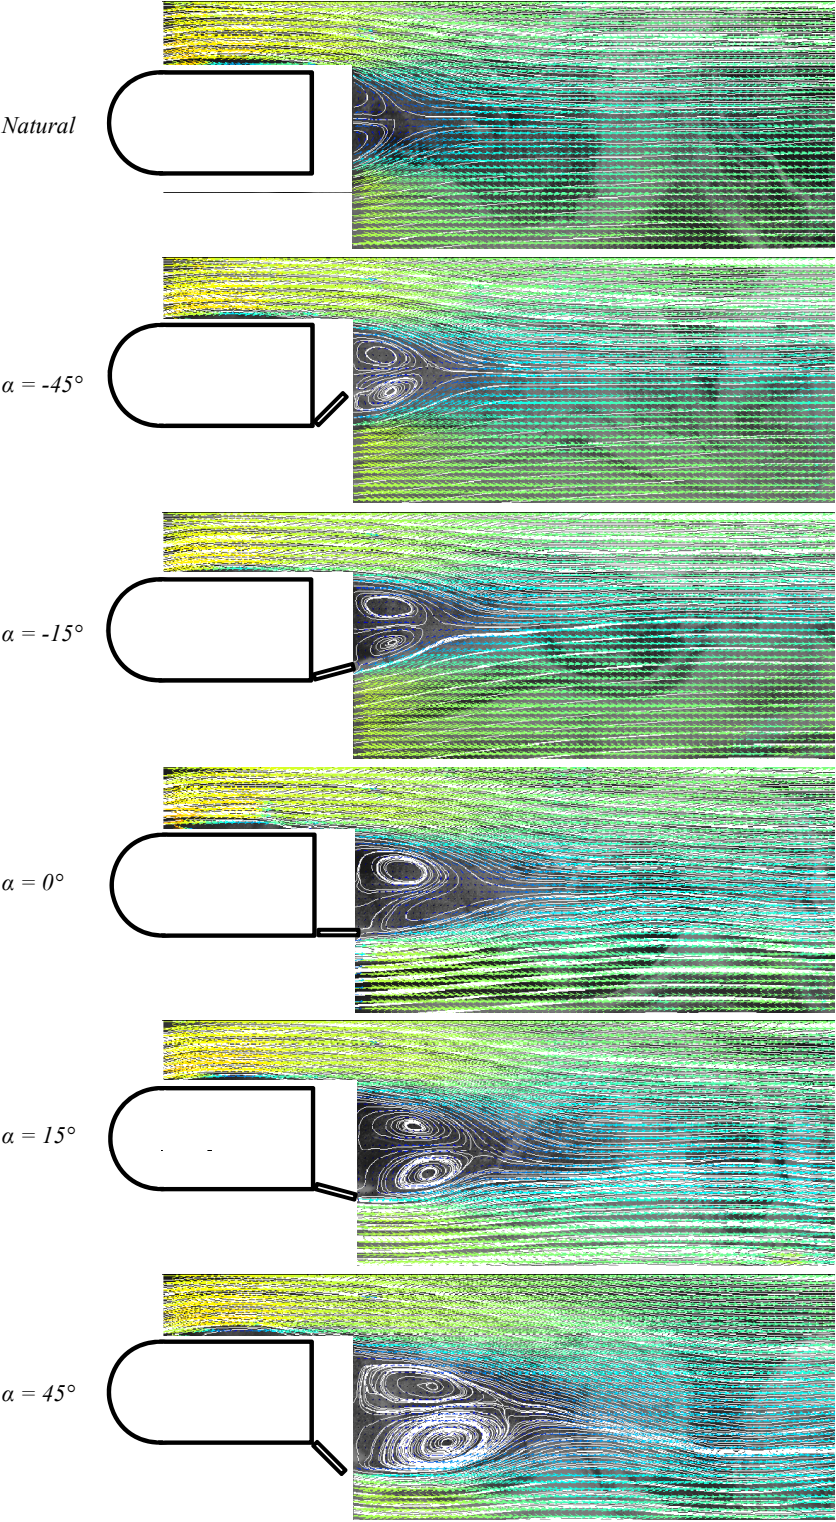 Natural
α = -45°
α = -15°
α = 0°
α = 15°
α = 45°